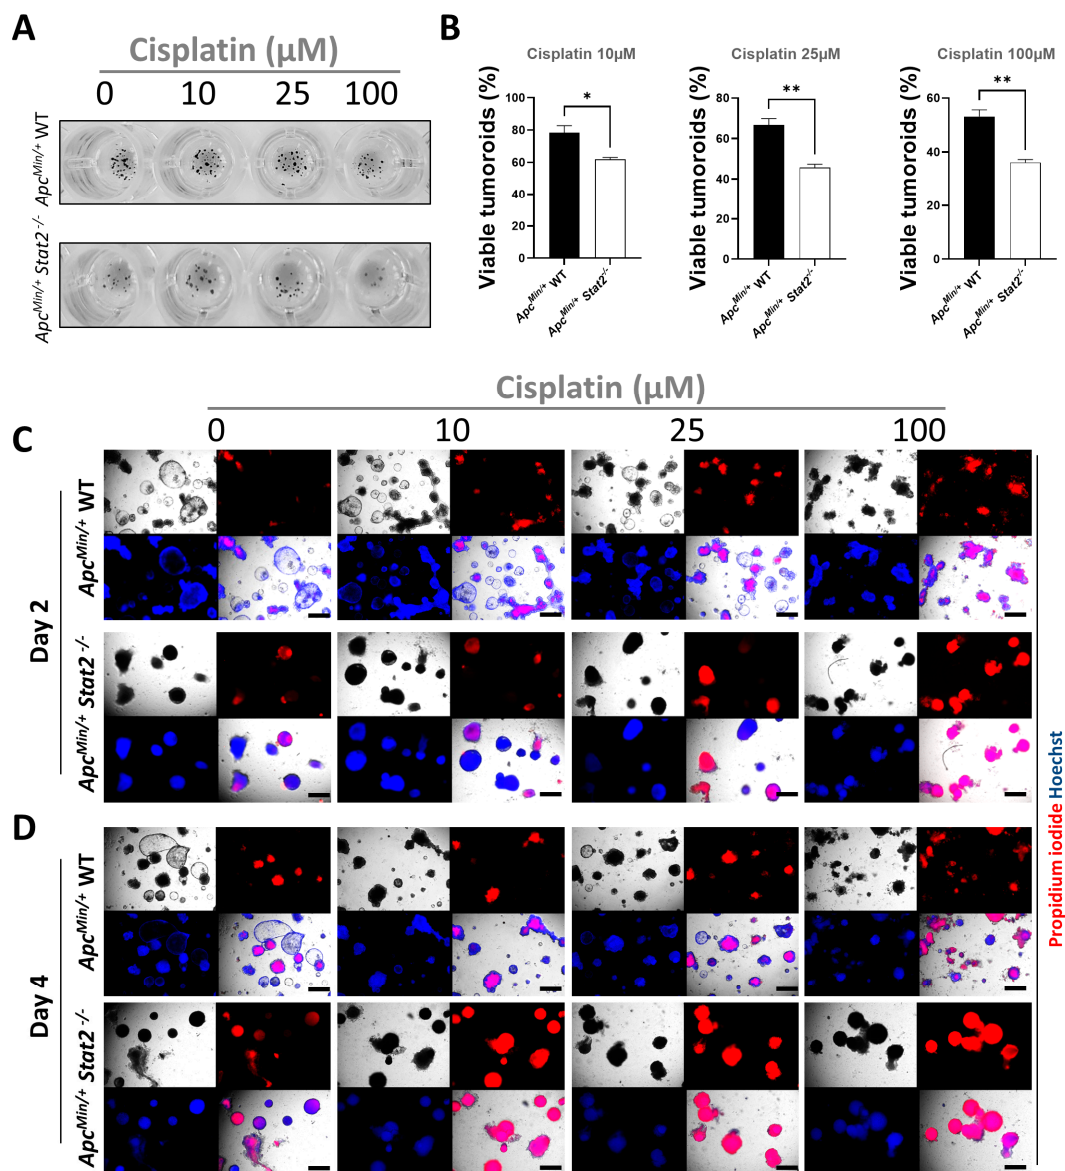 A
Cisplatin (µM)
0 10 25 100
Apc^Min/+ WT
Apc^Min/+ Stat2 -/-
B
Cisplatin 10µM
Viable tumoroids (%)
100
80
60
40
20
0
*
Apc^Min/+ WT
Apc^Min/+ Stat2-/-
Cisplatin 25µM
Viable tumoroids (%)
80
60
40
20
0
**
Apc^Min/+ WT
Apc^Min/+ Stat2-/-
Cisplatin 100µM
Viable tumoroids (%)
60
40
20
0
**
Apc^Min/+ WT
Apc^Min/+ Stat2-/-
Cisplatin (µM)
0 10 25 100
C
Day 2
Apc^Min/+ WT
Apc^Min/+ Stat2 -/-
D
Day 4
Apc^Min/+ WT
Apc^Min/+ Stat2 -/-
Propidium iodide Hoechst